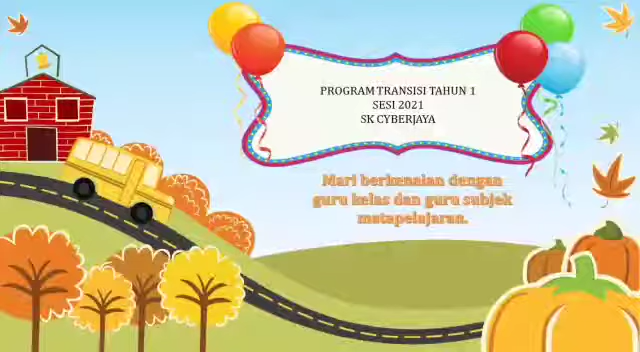 PROGRAM TRANSISI TAHUN 1
SESI 2021
SK CYBERJAYA
Mari berkenalan dengan
guru kelas dan guru subjek
matapelajaran.